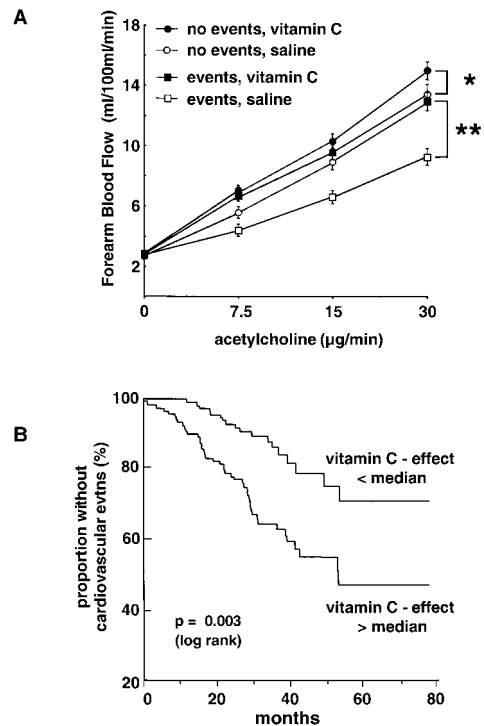 A
Forearm Blood Flow (ml/100ml/min)
18
14
10
6
2
no events, vitamin C
no events, saline
events, vitamin C
events, saline
*
**
0
7.5
15
30
acetylcholine (µg/min)
B
proportion without
cardiovascular evtns (%)
100
80
60
40
20
vitamin C - effect
< median
vitamin C - effect
> median
p = 0.003
(log rank)
0
20
40
60
80
months